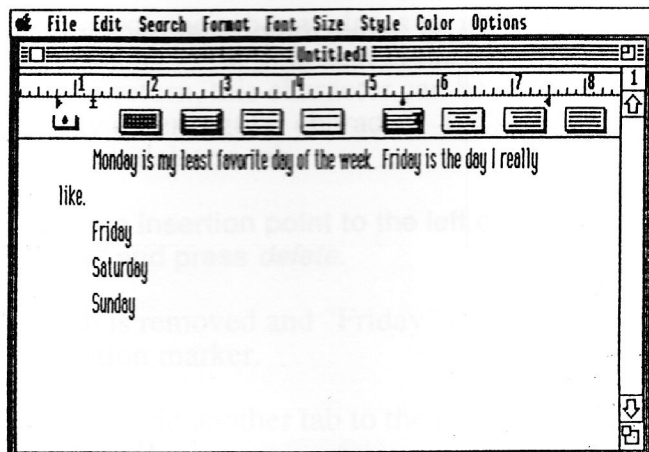 File Edit Search Format Font Size Style Color Options
Untitled1
1 2 3 4 5 6 7 8 1
Monday is my least favorite day of the week. Friday is the day I really
like.
Friday
Saturday
Sunday
insertion point to the left
and press delete.
is removed and "Friday
marker.
another tab to the